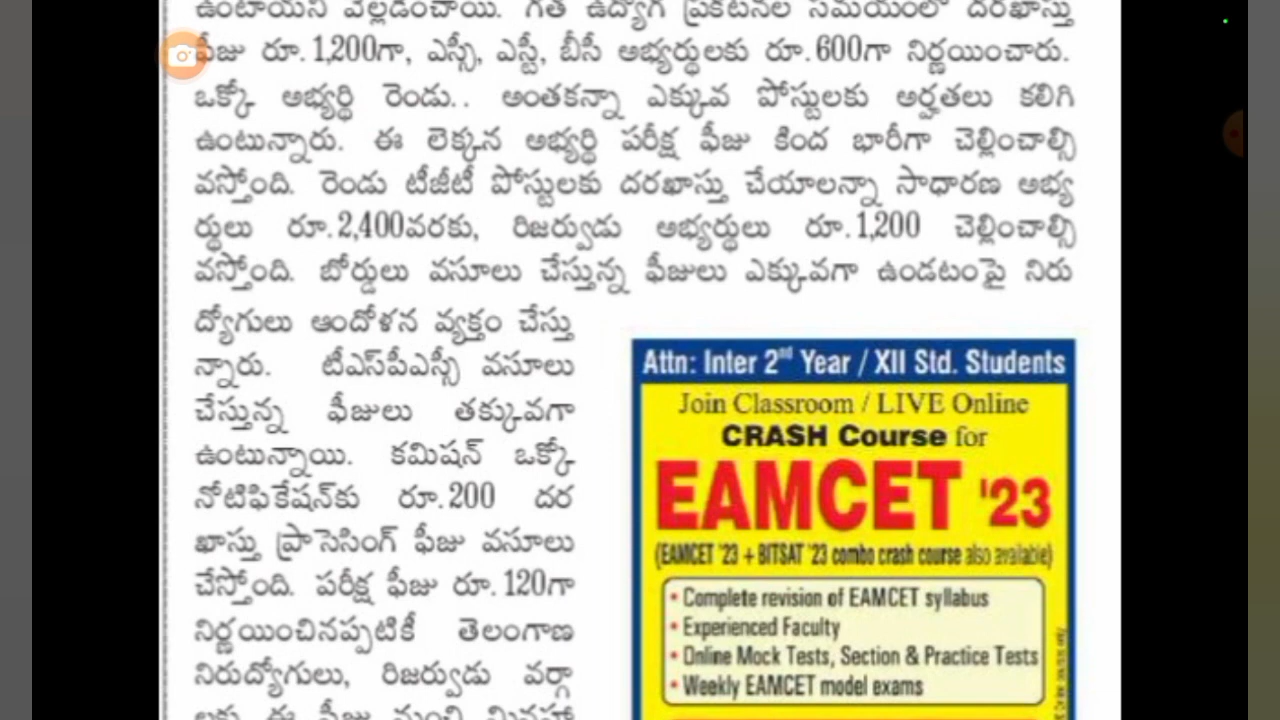 ఉంటాయని వెల్లడించాయి. గత ఉద్యోగ ప్రకటనల సమయంలో దరఖాస్తు
ఫీజు రూ.1,200గా, ఎస్సీ, ఎస్టీ, బీసీ అభ్యర్థులకు రూ.600గా నిర్ణయించారు.
ఒక్కో అభ్యర్థి రెండు.. అంతకన్నా ఎక్కువ పోస్టులకు అర్హతలు కలిగి
ఉంటున్నారు. ఈ లెక్కన అభ్యర్థి పరీక్ష ఫీజు కింద భారీగా చెల్లించాల్సి
వస్తోంది. రెండు టీజీటీ పోస్టులకు దరఖాస్తు చేయాలన్నా సాధారణ అభ్య
ర్థులు రూ.2,400వరకు, రిజర్వుడు అభ్యర్థులు రూ.1,200 చెల్లించాల్సి
వస్తోంది. బోర్డులు వసూలు చేస్తున్న ఫీజులు ఎక్కువగా ఉండటంపై నిరు
ద్యోగులు ఆందోళన వ్యక్తం చేస్తు
న్నారు. టీఎస్‌పీఎస్సీ వసూలు
చేస్తున్న ఫీజులు తక్కువగా
ఉంటున్నాయి. కమిషన్ ఒక్కో
నోటిఫికేషన్‌కు రూ.200 దర
ఖాస్తు ప్రాసెసింగ్ ఫీజు వసూలు
చేస్తోంది. పరీక్ష ఫీజు రూ.120గా
నిర్ణయించినప్పటికీ తెలంగాణ
నిరుద్యోగులు, రిజర్వుడు వర్గా
లకు ఈ ఫీజు నుంచి మినహా
Attn: Inter 2nd Year / XII Std. Students
Join Classroom / LIVE Online
CRASH Course for
EAMCET '23
(EAMCET '23 + BITSAT '23 combo crash course also available)
• Complete revision of EAMCET syllabus
• Experienced Faculty
• Online Mock Tests, Section & Practice Tests
• Weekly EAMCET model exams